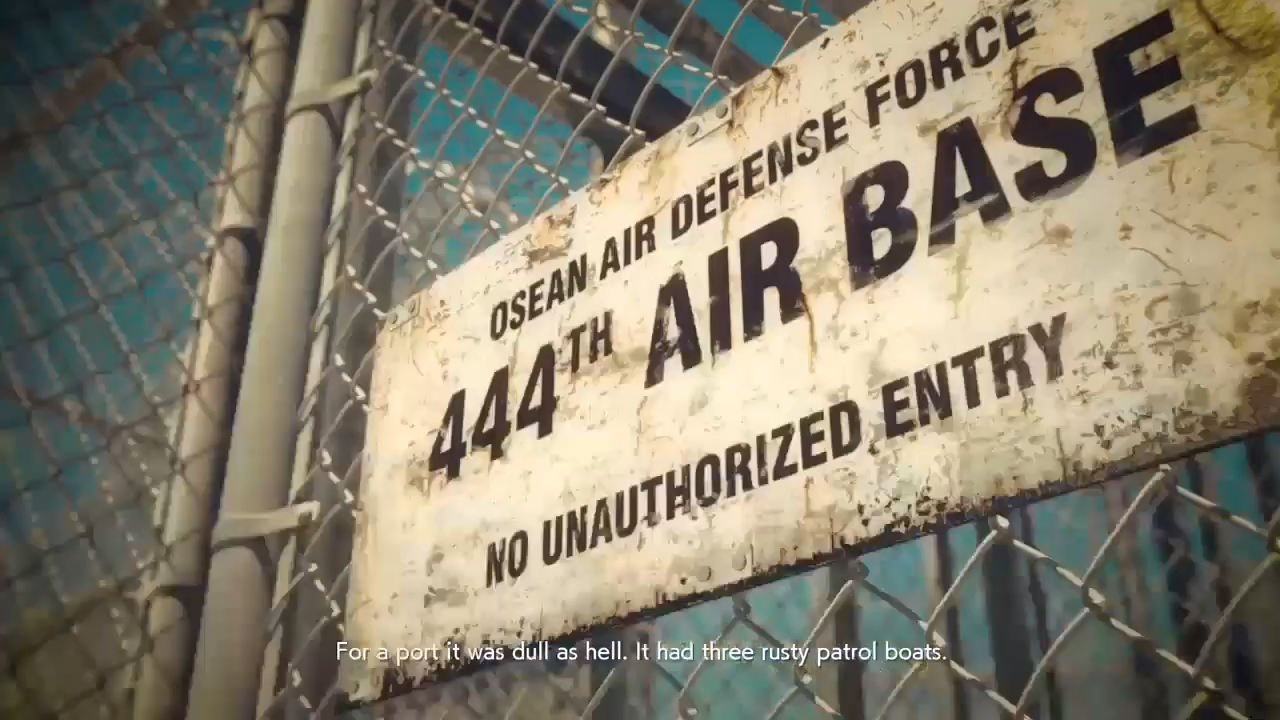 OSEAN AIR DEFENSE FORCE
444TH AIR BASE
NO UNAUTHORIZED ENTRY
For a port it was dull as hell. It had three rusty patrol boats.